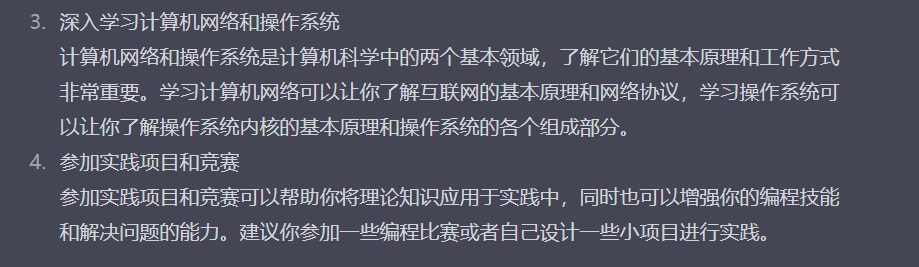 3. 深入学习计算机网络和操作系统
计算机网络和操作系统是计算机科学中的两个基本领域，了解它们的基本原理和工作方式
非常重要。学习计算机网络可以让你了解互联网的基本原理和网络协议，学习操作系统可
以让你了解操作系统内核的基本原理和操作系统的各个组成部分。
4. 参加实践项目和竞赛
参加实践项目和竞赛可以帮助你将理论知识应用于实践中，同时也可以增强你的编程技能
和解决问题的能力。建议你参加一些编程比赛或者自己设计一些小项目进行实践。